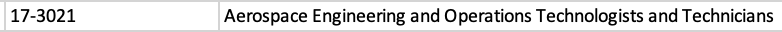 17-3021 Aerospace Engineering and Operations Technologists and Technicians